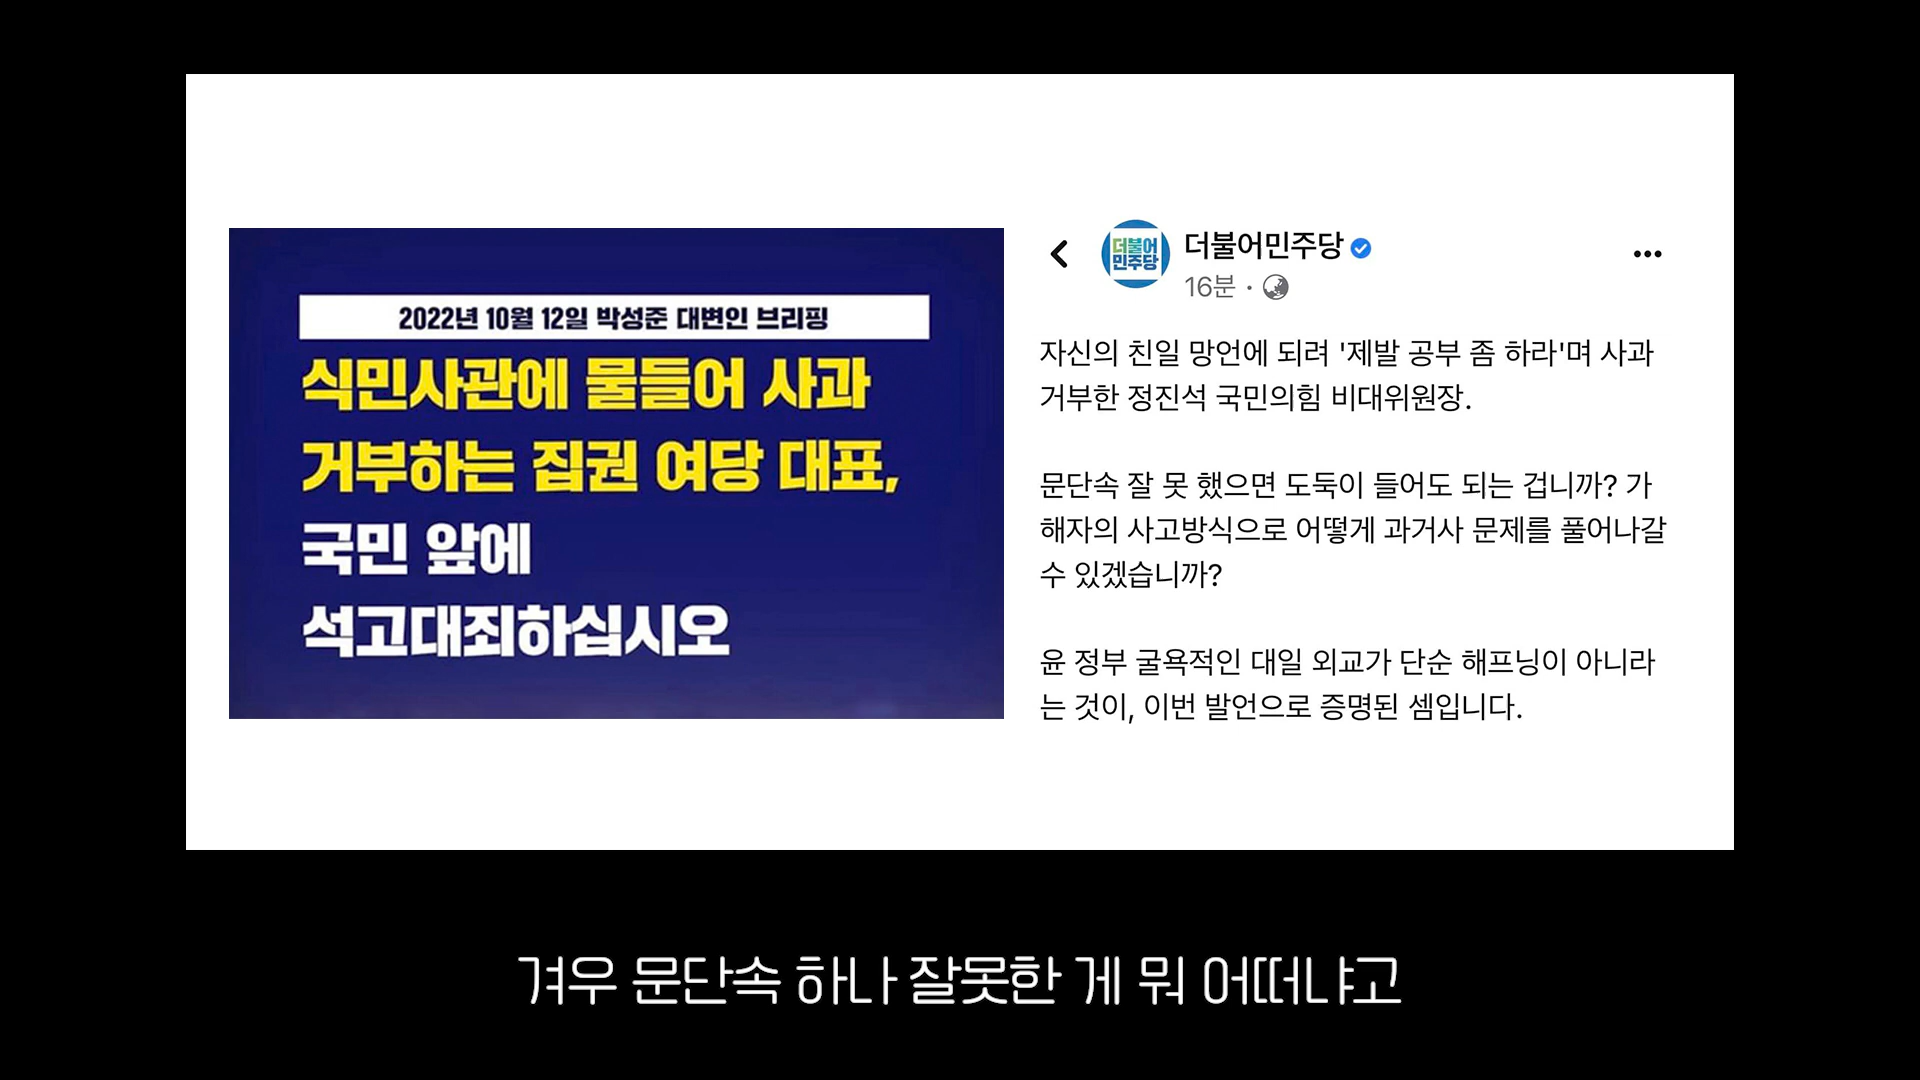 2022년 10월 12일 박성준 대변인 브리핑
식민사관에 물들어 사과
거부하는 집권 여당 대표,
국민 앞에
석고대죄하십시오
더불어
민주당
더불어민주당
16분 ·
자신의 친일 망언에 되려 '제발 공부 좀 하라'며 사과
거부한 정진석 국민의힘 비대위원장.
문단속 잘 못 했으면 도둑이 들어도 되는 겁니까? 가
해자의 사고방식으로 어떻게 과거사 문제를 풀어나갈
수 있겠습니까?
윤 정부 굴욕적인 대일 외교가 단순 해프닝이 아니라
는 것이, 이번 발언으로 증명된 셈입니다.
겨우 문단속 하나 잘못한 게 뭐 어떠냐고